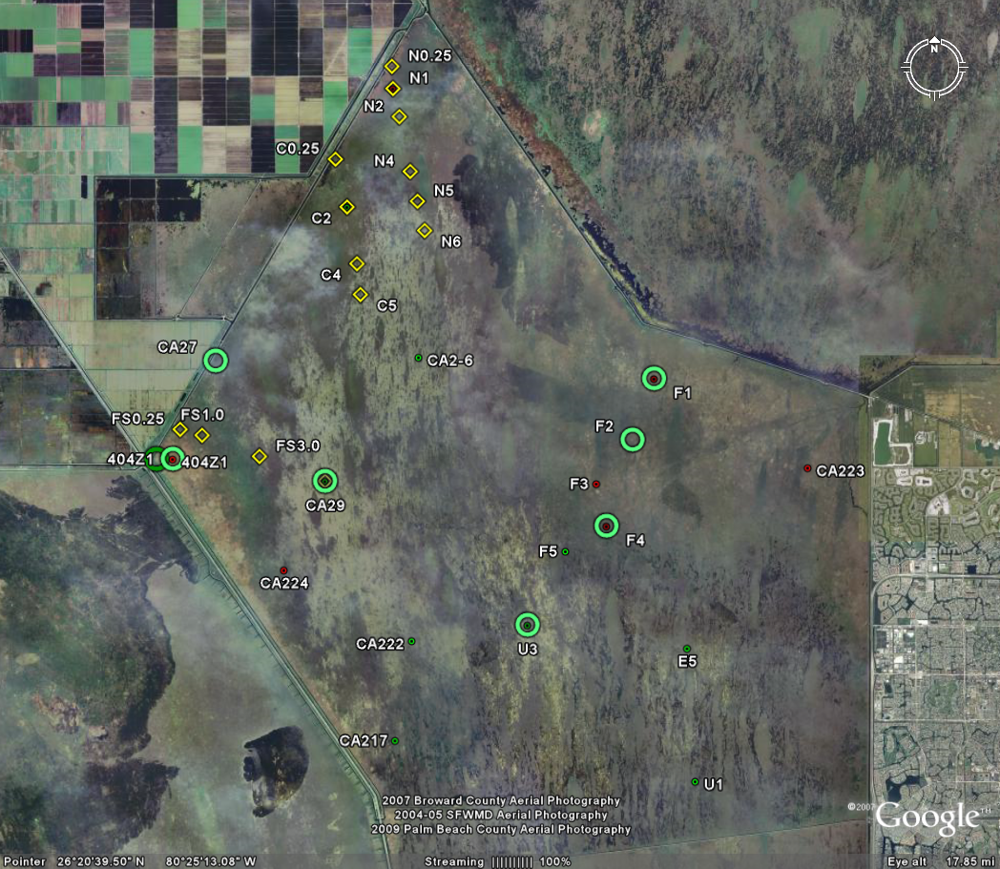 N
N0.25
N1
N2
C0.25
N4
N5
C2
N6
C4
C5
CA27
CA2-6
F1
FS0.25 FS1.0
F2
FS3.0
404Z1 404Z1
CA223
F3
CA29
F4
F5
CA224
CA222
U3
E5
CA217
U1
2007 Broward County Aerial Photography
2004-05 SFWMD Aerial Photography
2009 Palm Beach County Aerial Photography
©2007 Google™
Pointer 26°20'39.50" N 80°25'13.08" W Streaming |||||||||| 100% Eye alt 17.85 mi